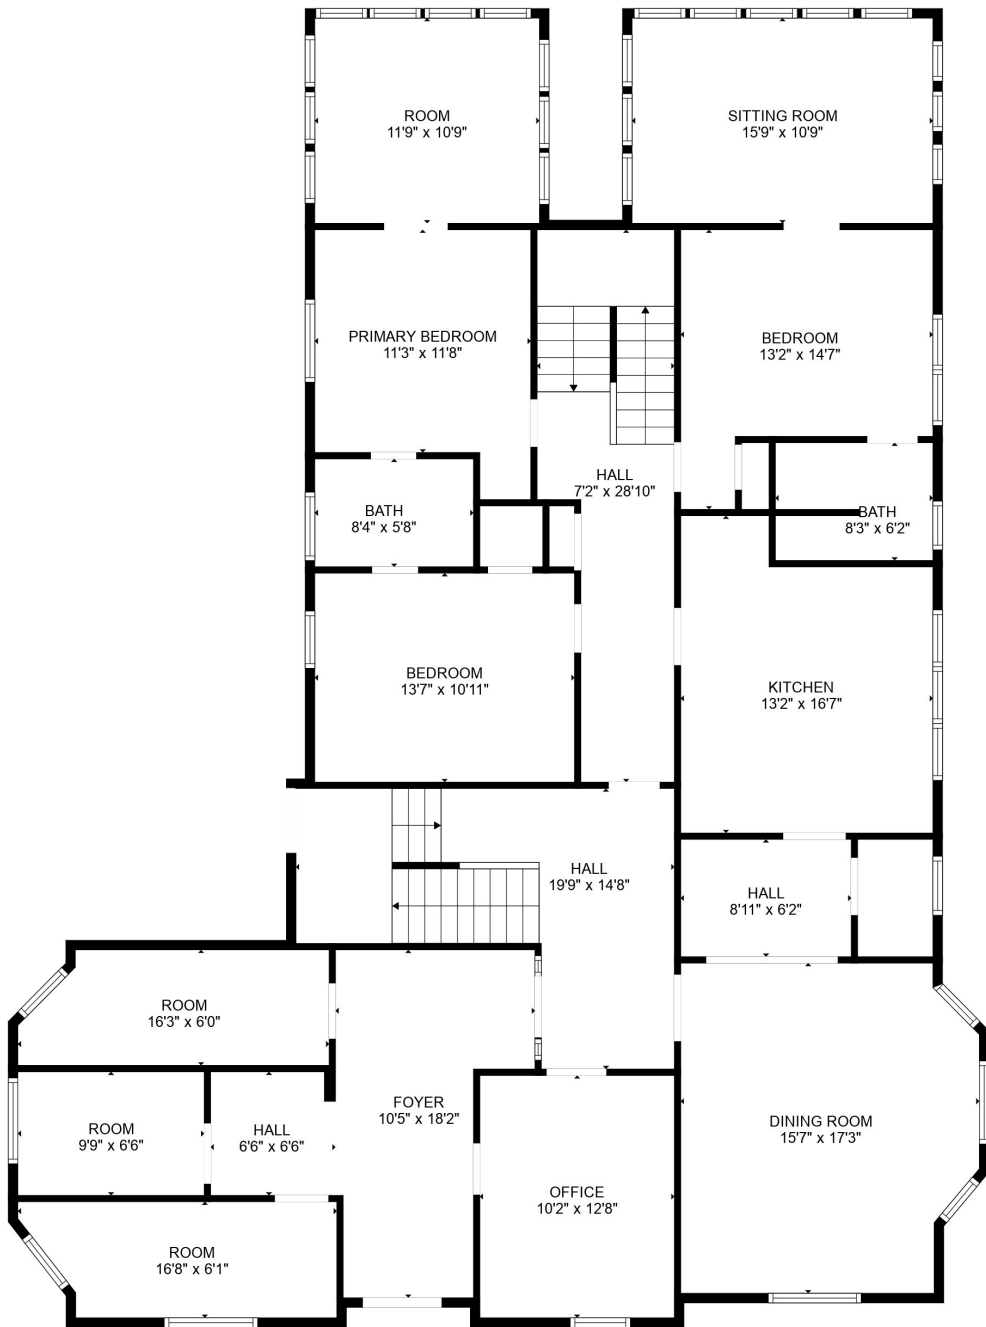 ROOM
11'9" x 10'9"
SITTING ROOM
15'9" x 10'9"
PRIMARY BEDROOM
11'3" x 11'8"
BEDROOM
13'2" x 14'7"
HALL
7'2" x 28'10"
BATH
8'4" x 5'8"
BATH
8'3" x 6'2"
BEDROOM
13'7" x 10'11"
KITCHEN
13'2" x 16'7"
HALL
19'9" x 14'8"
HALL
8'11" x 6'2"
ROOM
16'3" x 6'0"
FOYER
10'5" x 18'2"
ROOM
9'9" x 6'6"
HALL
6'6" x 6'6"
DINING ROOM
15'7" x 17'3"
OFFICE
10'2" x 12'8"
ROOM
16'8" x 6'1"